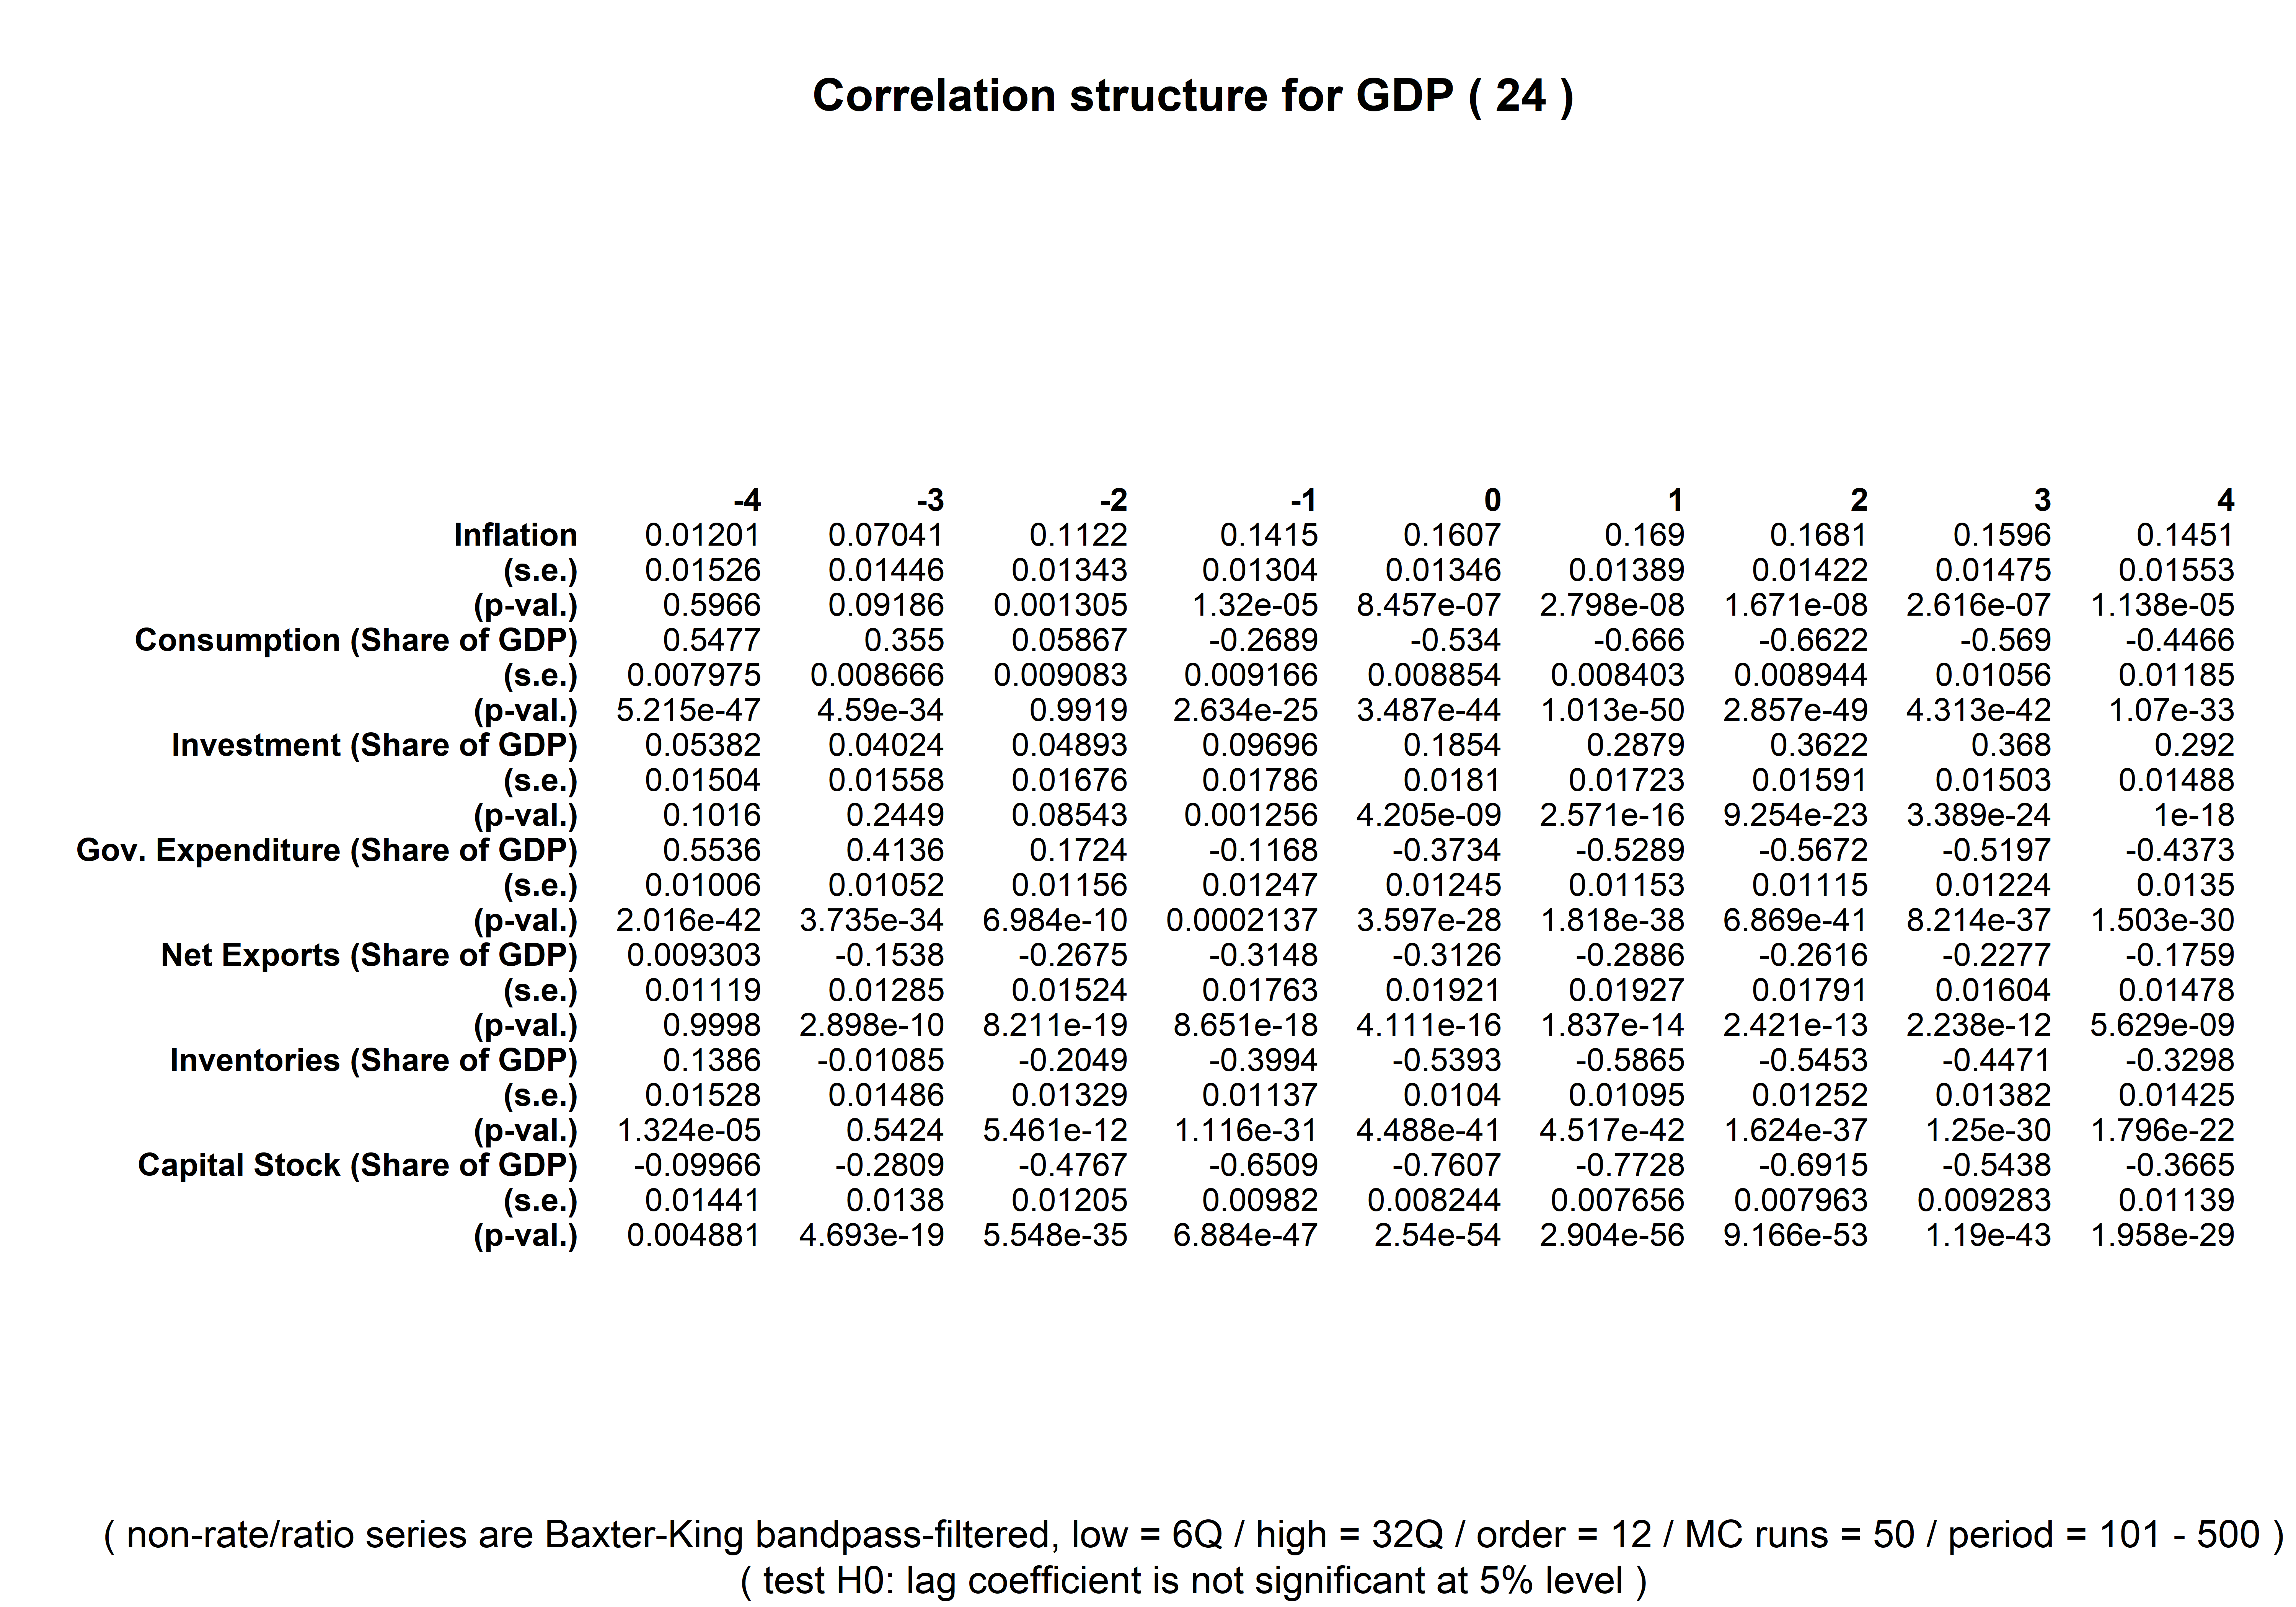 Correlation structure for GDP ( 24 )
-4 -3 -2 -1 0 1 2 3 4
Inflation 0.01201 0.07041 0.1122 0.1415 0.1607 0.169 0.1681 0.1596 0.1451
(s.e.) 0.01526 0.01446 0.01343 0.01304 0.01346 0.01389 0.01422 0.01475 0.01553
(p-val.) 0.5966 0.09186 0.001305 1.32e-05 8.457e-07 2.798e-08 1.671e-08 2.616e-07 1.138e-05
Consumption (Share of GDP) 0.5477 0.355 0.05867 -0.2689 -0.534 -0.666 -0.6622 -0.569 -0.4466
(s.e.) 0.007975 0.008666 0.009083 0.009166 0.008854 0.008403 0.008944 0.01056 0.01185
(p-val.) 5.215e-47 4.59e-34 0.9919 2.634e-25 3.487e-44 1.013e-50 2.857e-49 4.313e-42 1.07e-33
Investment (Share of GDP) 0.05382 0.04024 0.04893 0.09696 0.1854 0.2879 0.3622 0.368 0.292
(s.e.) 0.01504 0.01558 0.01676 0.01786 0.0181 0.01723 0.01591 0.01503 0.01488
(p-val.) 0.1016 0.2449 0.08543 0.001256 4.205e-09 2.571e-16 9.254e-23 3.389e-24 1e-18
Gov. Expenditure (Share of GDP) 0.5536 0.4136 0.1724 -0.1168 -0.3734 -0.5289 -0.5672 -0.5197 -0.4373
(s.e.) 0.01006 0.01052 0.01156 0.01247 0.01245 0.01153 0.01115 0.01224 0.0135
(p-val.) 2.016e-42 3.735e-34 6.984e-10 0.0002137 3.597e-28 1.818e-38 6.869e-41 8.214e-37 1.503e-30
Net Exports (Share of GDP) 0.009303 -0.1538 -0.2675 -0.3148 -0.3126 -0.2886 -0.2616 -0.2277 -0.1759
(s.e.) 0.01119 0.01285 0.01524 0.01763 0.01921 0.01927 0.01791 0.01604 0.01478
(p-val.) 0.9998 2.898e-10 8.211e-19 8.651e-18 4.111e-16 1.837e-14 2.421e-13 2.238e-12 5.629e-09
Inventories (Share of GDP) 0.1386 -0.01085 -0.2049 -0.3994 -0.5393 -0.5865 -0.5453 -0.4471 -0.3298
(s.e.) 0.01528 0.01486 0.01329 0.01137 0.0104 0.01095 0.01252 0.01382 0.01425
(p-val.) 1.324e-05 0.5424 5.461e-12 1.116e-31 4.488e-41 4.517e-42 1.624e-37 1.25e-30 1.796e-22
Capital Stock (Share of GDP) -0.09966 -0.2809 -0.4767 -0.6509 -0.7607 -0.7728 -0.6915 -0.5438 -0.3665
(s.e.) 0.01441 0.0138 0.01205 0.00982 0.008244 0.007656 0.007963 0.009283 0.01139
(p-val.) 0.004881 4.693e-19 5.548e-35 6.884e-47 2.54e-54 2.904e-56 9.166e-53 1.19e-43 1.958e-29
( non-rate/ratio series are Baxter-King bandpass-filtered, low = 6Q / high = 32Q / order = 12 / MC runs = 50 / period = 101 - 500 )
( test H0: lag coefficient is not significant at 5% level )